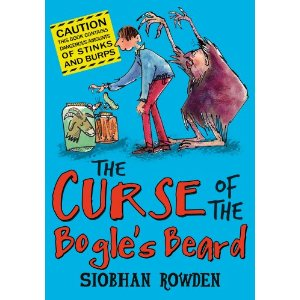 CAUTION
THIS BOOK CONTAINS
DANGEROUS AMOUNTS
OF STINKS
AND BURPS
THE
CURSE OF
THE
Bogle's Beard
SIOBHAN ROWDEN